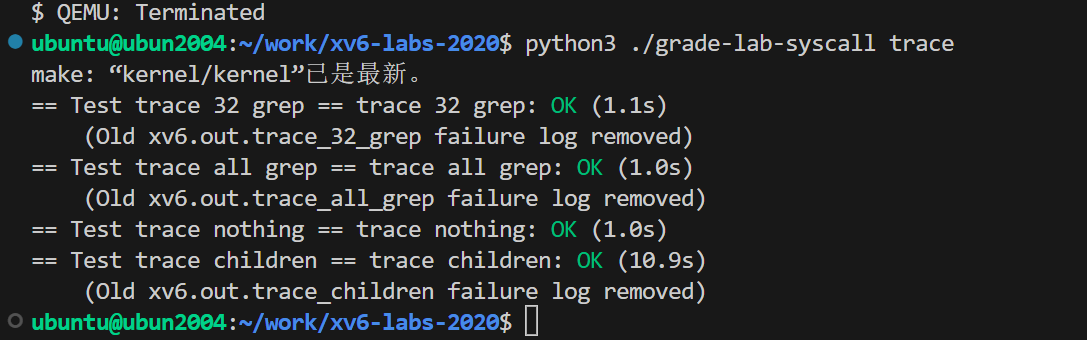 $ QEMU: Terminated
ubuntu@ubun2004:~/work/xv6-labs-2020$ python3 ./grade-lab-syscall trace
make: “kernel/kernel”已是最新。
== Test trace 32 grep == trace 32 grep: OK (1.1s)
    (Old xv6.out.trace_32_grep failure log removed)
== Test trace all grep == trace all grep: OK (1.0s)
    (Old xv6.out.trace_all_grep failure log removed)
== Test trace nothing == trace nothing: OK (1.0s)
== Test trace children == trace children: OK (10.9s)
    (Old xv6.out.trace_children failure log removed)
ubuntu@ubun2004:~/work/xv6-labs-2020$